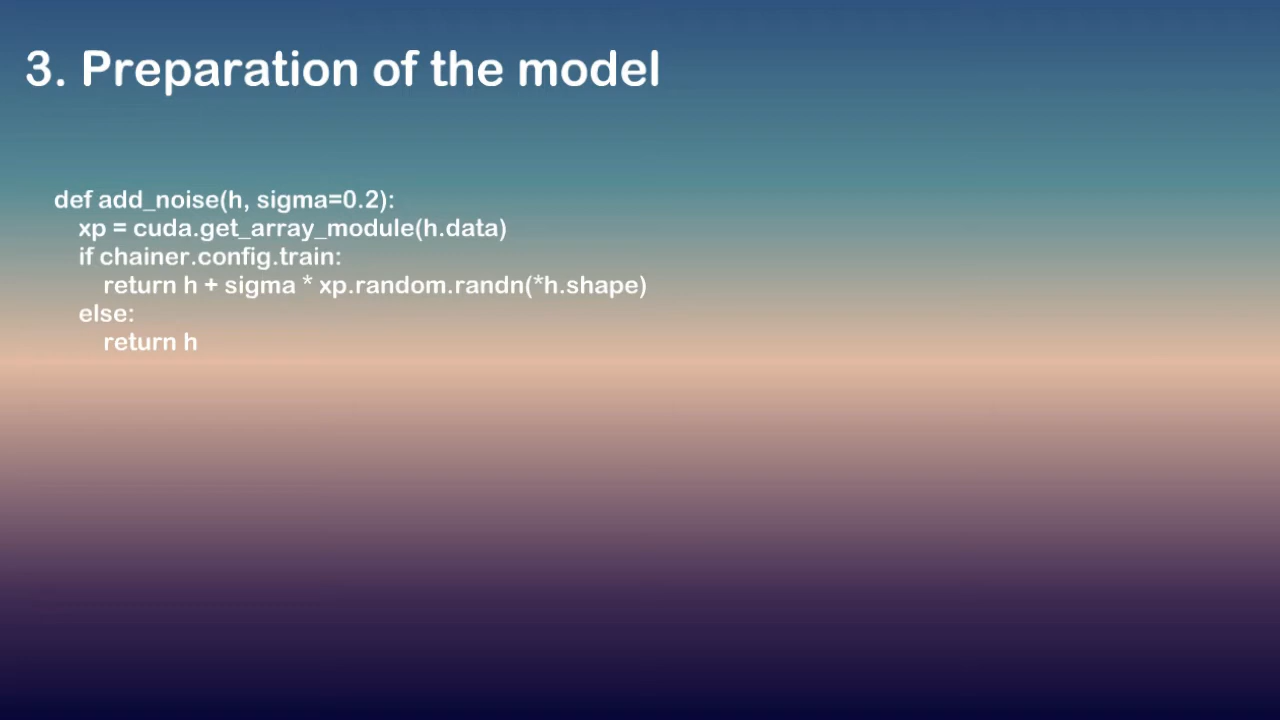 3. Preparation of the model
def add_noise(h, sigma=0.2):
    xp = cuda.get_array_module(h.data)
    if chainer.config.train:
        return h + sigma * xp.random.randn(*h.shape)
    else:
        return h